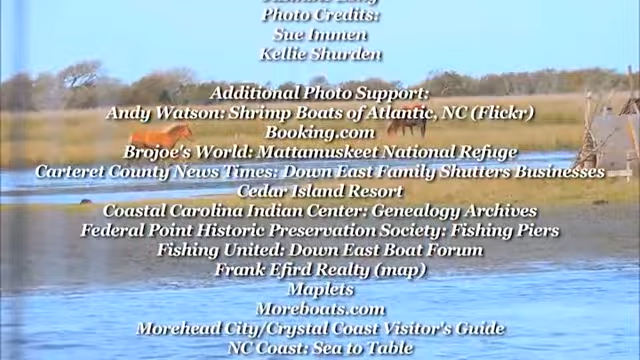 Photo Credits:
Sue Immen
Kellie Shurden
Additional Photo Support:
Andy Watson: Shrimp Boats of Atlantic, NC (Flickr)
Booking.com
Brojoe's World: Mattamuskeet National Refuge
Carteret County News Times: Down East Family Shutters Businesses
Cedar Island Resort
Coastal Carolina Indian Center: Genealogy Archives
Federal Point Historic Preservation Society: Fishing Piers
Fishing United: Down East Boat Forum
Frank Efird Realty (map)
Maplets
Moreboats.com
Morehead City/Crystal Coast Visitor's Guide
NC Coast: Sea to Table